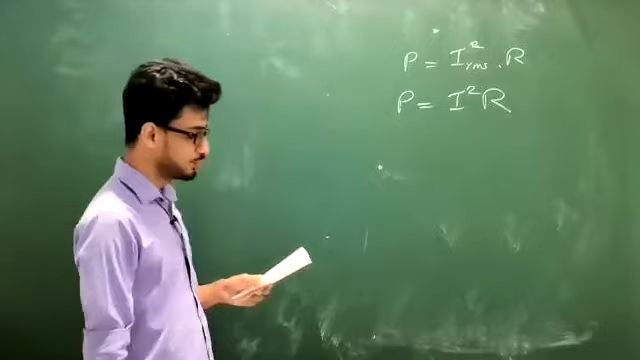 P = I²rms . R
P = I²R